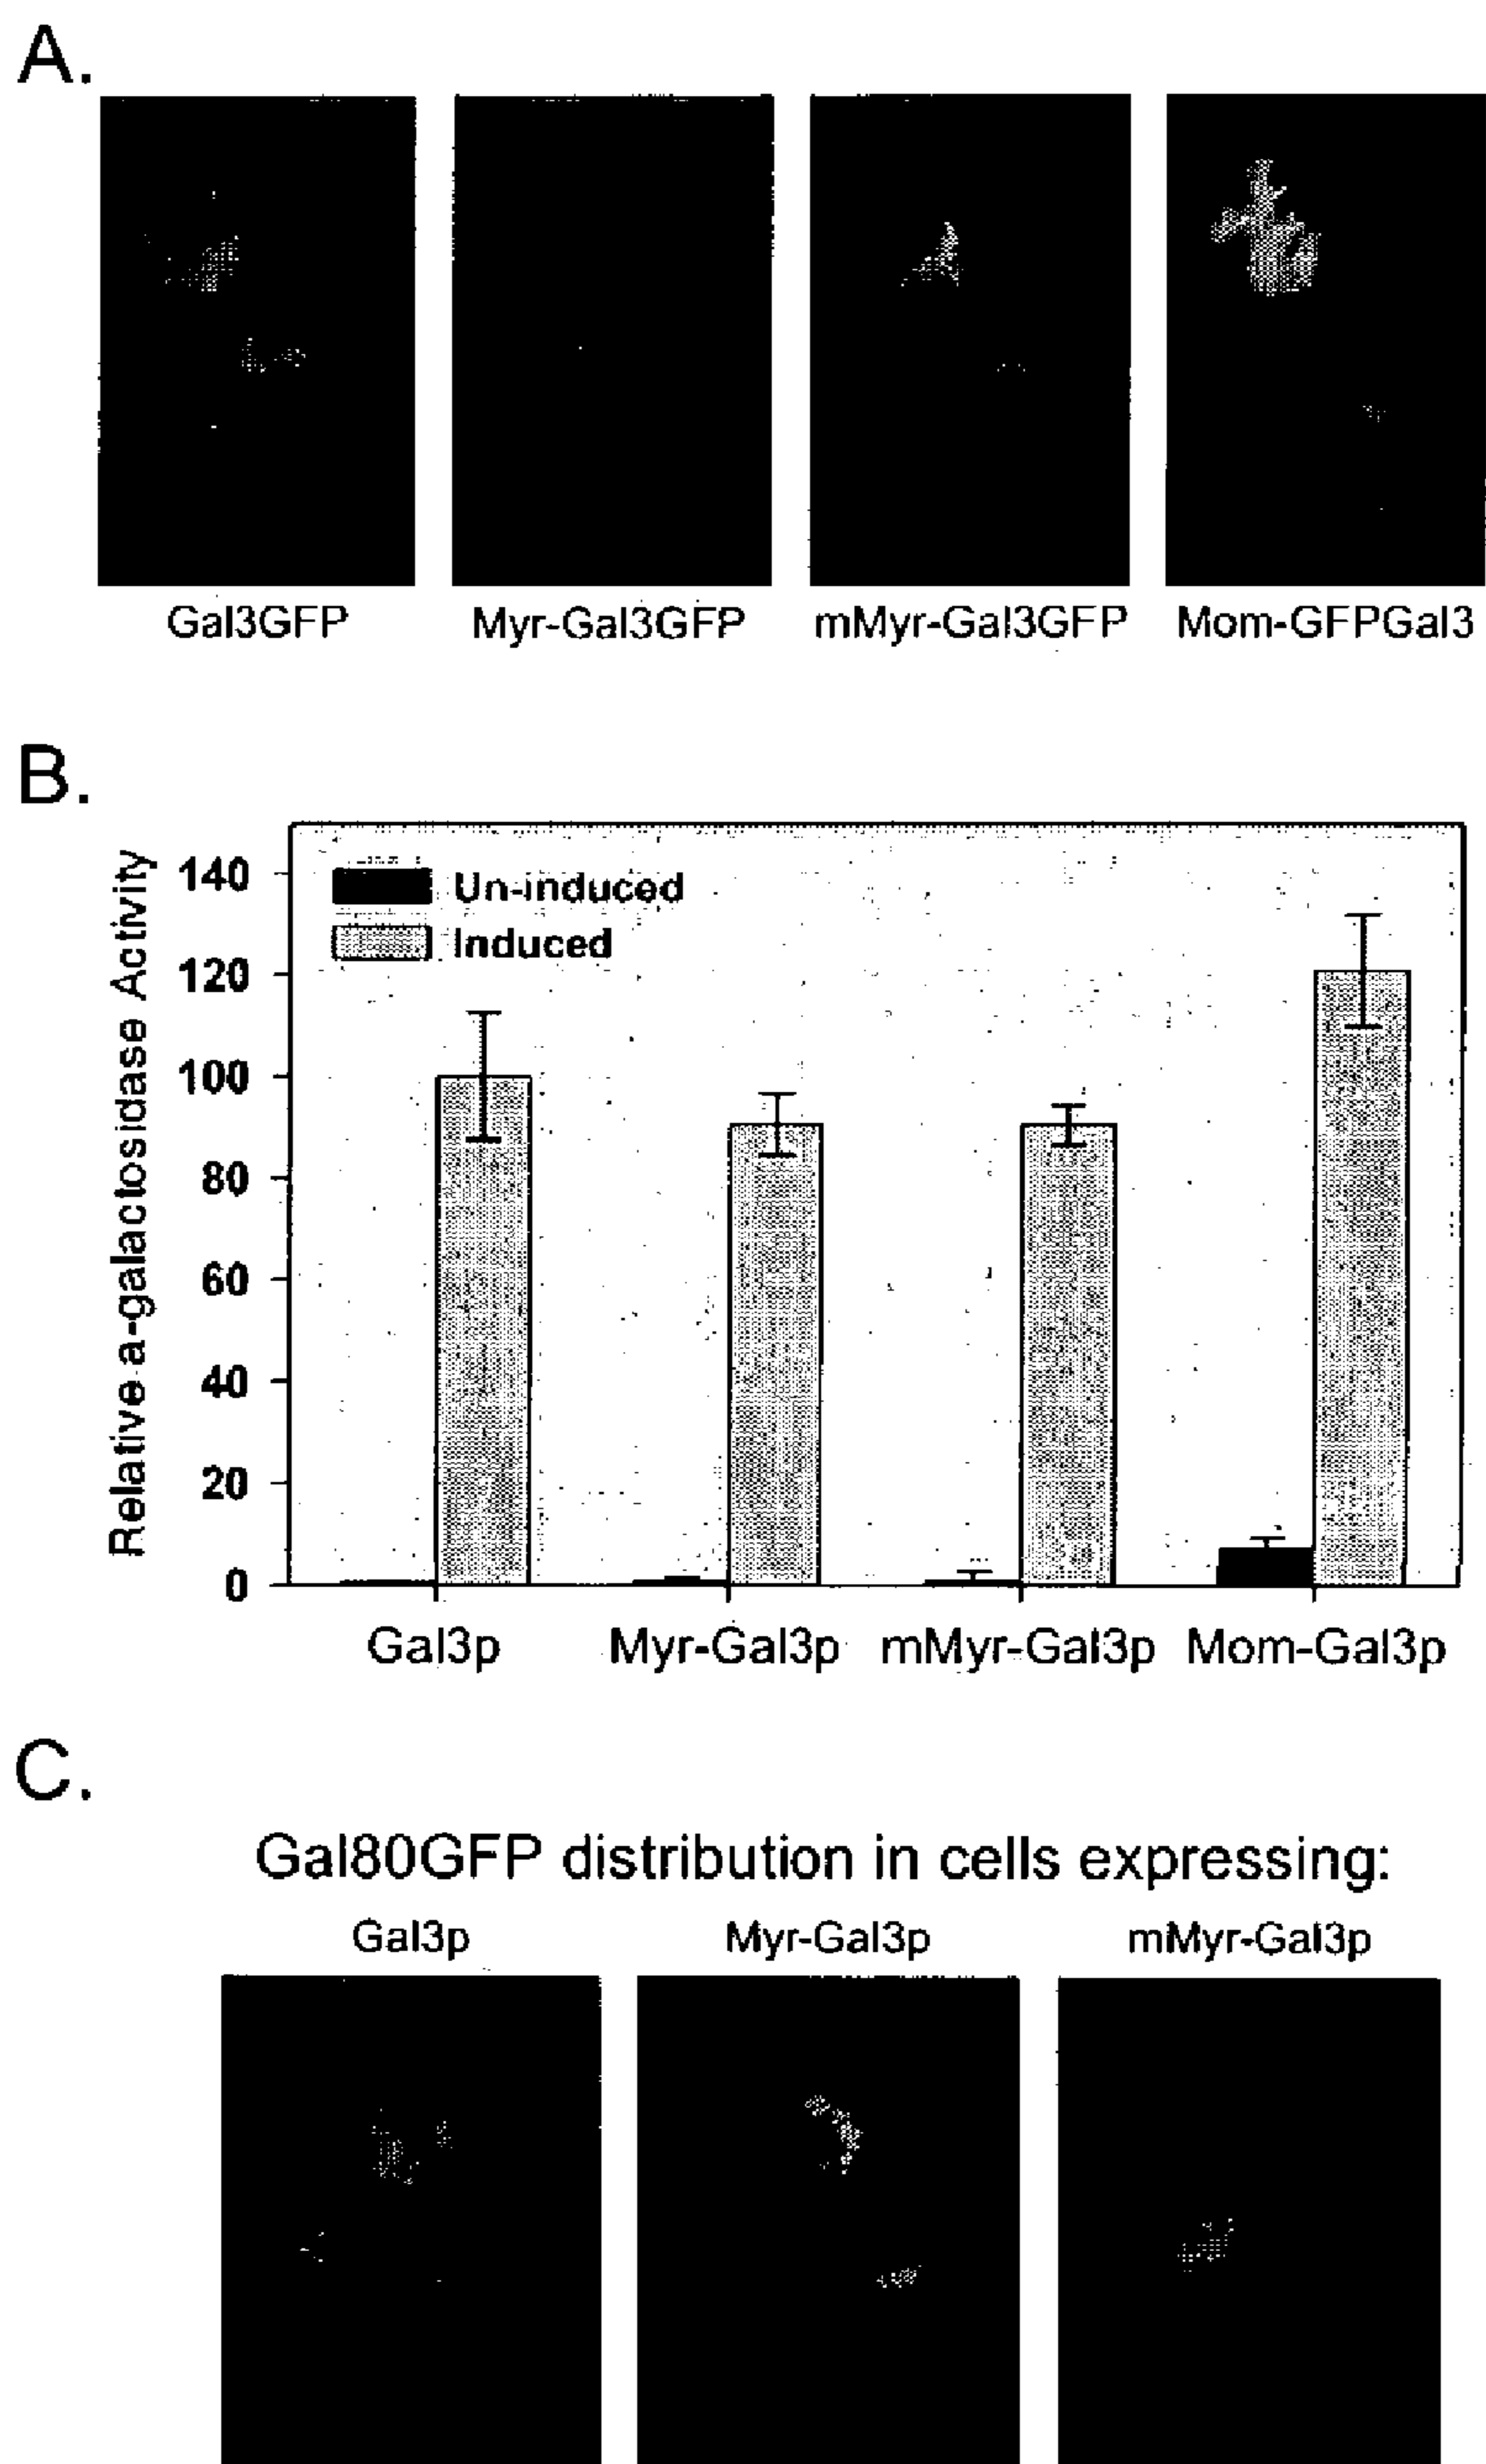 A.
Gal3GFP Myr-Gal3GFP mMyr-Gal3GFP Mom-GFPGal3
B.
Relative a-galactosidase Activity
140
120
100
80
60
40
20
0
Un-induced
Induced
Gal3p Myr-Gal3p mMyr-Gal3p Mom-Gal3p
C.
Gal80GFP distribution in cells expressing:
Gal3p Myr-Gal3p mMyr-Gal3p